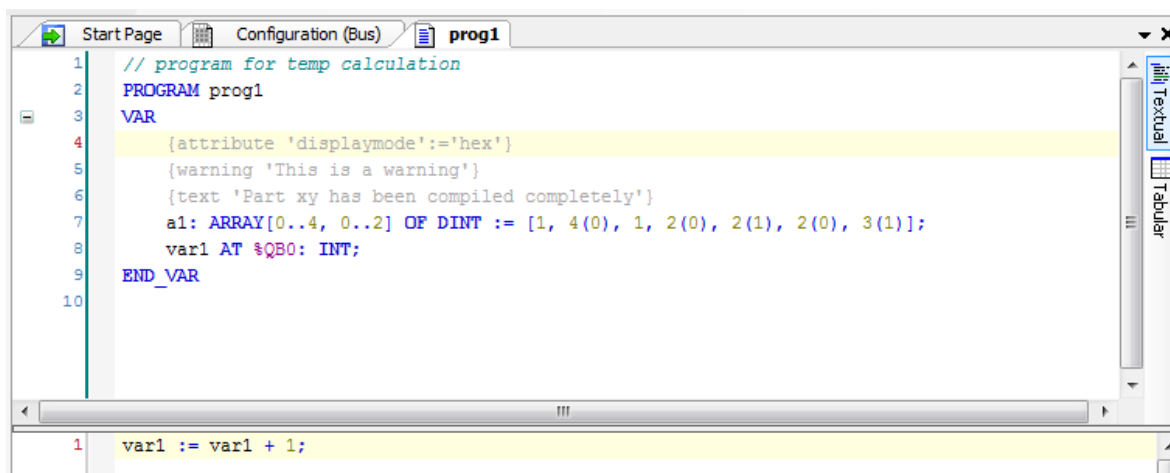 Start Page Configuration (Bus) prog1
1 // program for temp calculation
2 PROGRAM prog1
3 VAR
4 {attribute 'displaymode':='hex'}
5 {warning 'This is a warning'}
6 {text 'Part xy has been compiled completely'}
7 a1: ARRAY[0..4, 0..2] OF DINT := [1, 4(0), 1, 2(0), 2(1), 2(0), 3(1)];
8 var1 AT %QB0: INT;
9 END_VAR
10
Textual
Tabular
1 var1 := var1 + 1;